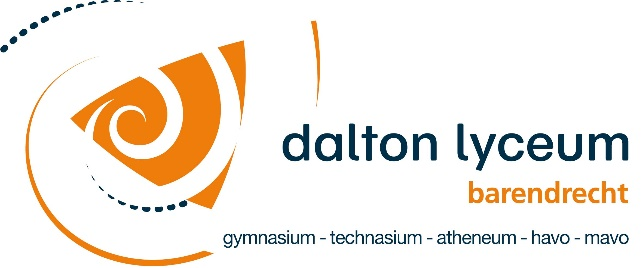 dalton lyceum
barendrecht
gymnasium - technasium - atheneum - havo - mavo